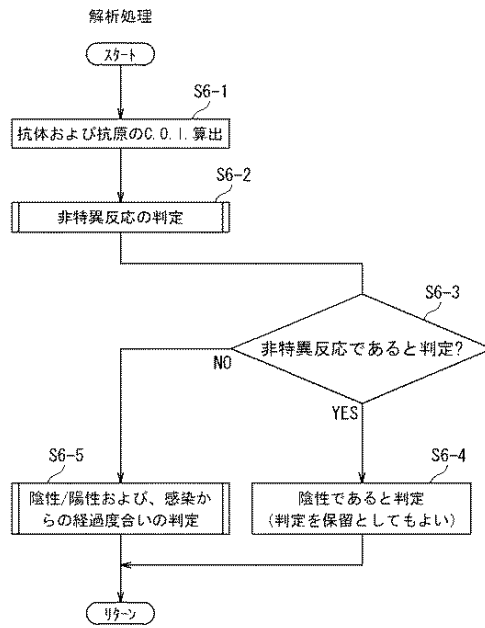 解析処理
スタート
S6-1
抗体および抗原のC.O.I.算出
S6-2
非特異反応の判定
S6-3
非特異反応であると判定?
NO
YES
S6-5
陰性/陽性および、感染か
らの経過度合いの判定
S6-4
陰性であると判定
(判定を保留としてもよい)
リターン